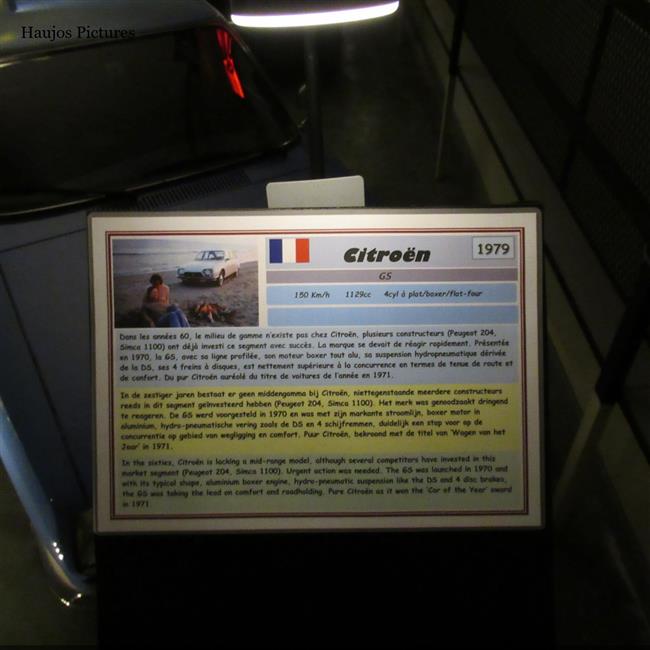 Haujos Pictures
Citroën
1979
GS
150 Km/h 1129cc 4cyl à plat/boxer/flat-four
Dans les années 60, le milieu de gamme n'existe pas chez Citroën, plusieurs constructeurs (Peugeot 204,
Simca 1100) ont déjà investi ce segment avec succès. La marque se devait de réagir rapidement. Présentée
en 1970, la GS, avec sa ligne profilée, son moteur boxer tout alu, sa suspension hydropneumatique dérivée
de la DS, ses 4 freins à disques, est nettement supérieure à la concurrence en termes de tenue de route et
de confort. Du pur Citroën auréolé du titre de voitures de l'année en 1971.
In de zestiger jaren bestaat er geen middengamma bij Citroën, niettegenstaande meerdere constructeurs
reeds in dit segment geïnvesteerd hebben (Peugeot 204, Simca 1100). Het merk was genoodzaakt dringend
te reageren. De GS werd voorgesteld in 1970 en was met zijn markante stroomlijn, boxer motor in
aluminium, hydro-pneumatische vering zoals de DS en 4 schijfremmen, duidelijk een stap voor op de
concurrentie op gebied van wegligging en comfort. Puur Citroën, bekroond met de titel van 'Wagen van het
Jaar' in 1971.
In the sixties, Citroën is lacking a mid-range model, although several competitors have invested in this
market segment (Peugeot 204, Simca 1100). Urgent action was needed. The GS was launched in 1970 and
with its typical shape, aluminium boxer engine, hydro-pneumatic suspension like the DS and 4 disc brakes,
the GS was taking the lead on comfort and roadholding. Pure Citroën as it won the 'Car of the Year' award
in 1971